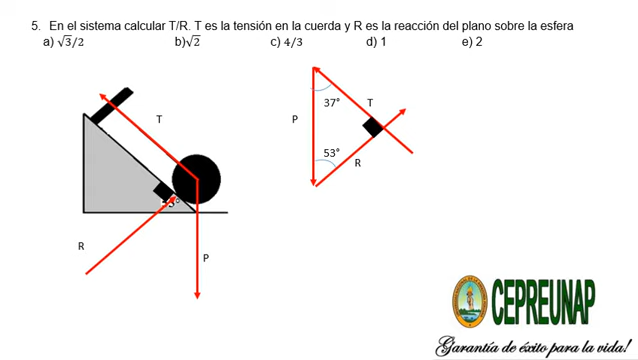 5. En el sistema calcular T/R. T es la tensión en la cuerda y R es la reacción del plano sobre la esfera
a) √3/2 b)√2 c) 4/3 d) 1 e) 2
T
R
P
37°
T
P
53°
R
CEPREUNAP
Garantía de éxito para la vida!